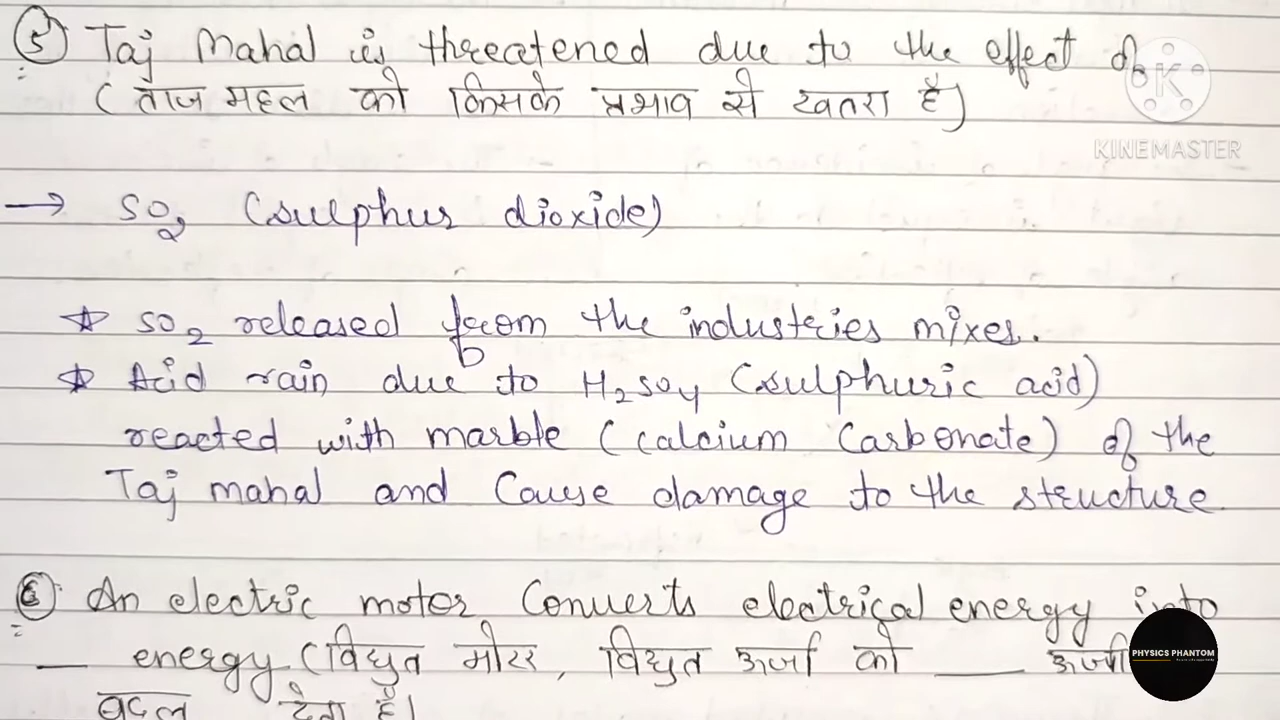 5 Taj Mahal is threatened due to the effect of
(ताज महल को किसके प्रभाव से खतरा है)
KINEMASTER
→ SO2 (sulphur dioxide)
☆ SO2 released from the industries mixes.
☆ Acid rain due to H2SO4 (sulphuric acid)
reacted with marble (calcium Carbonate) of the
Taj mahal and Cause damage to the structure
6 An electric motor Converts electrical energy into
__ energy (विद्युत मोटर, विद्युत ऊर्जा को ___ ऊर्जा
PHYSICS PHANTOM
बदल देता है।